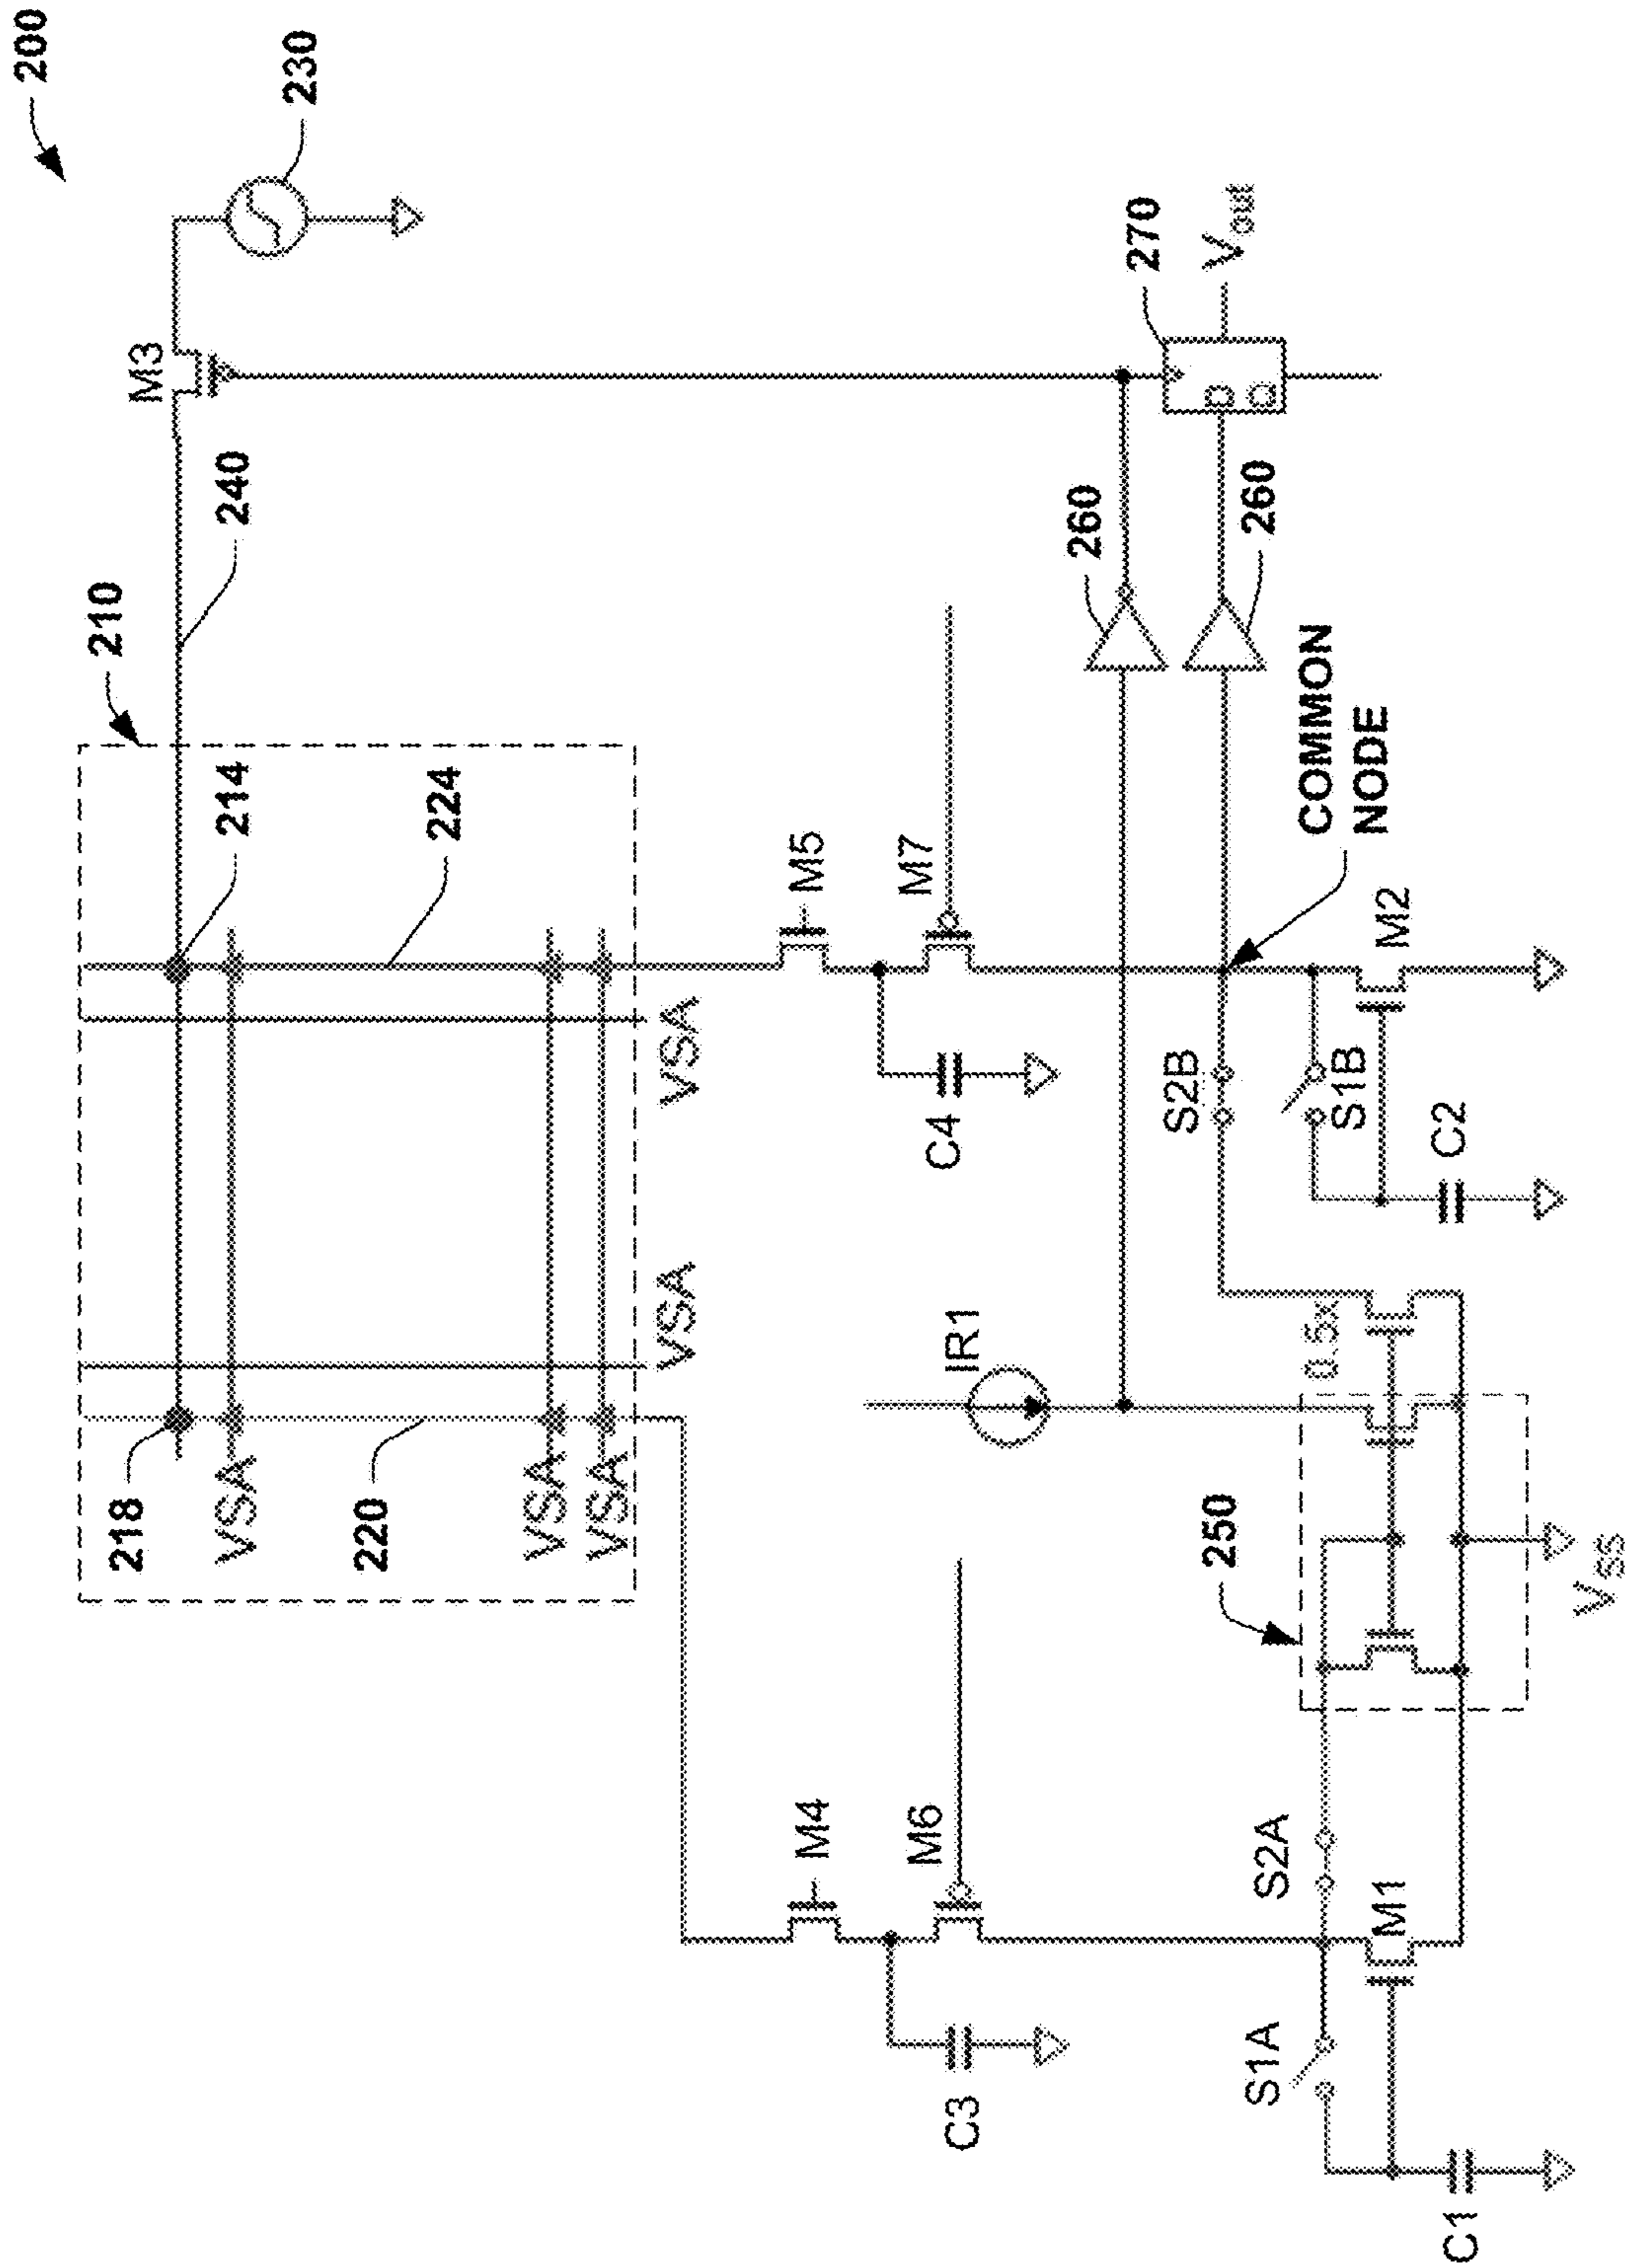 200
230
M3
240
210
214
224
218
VSA
220
VSA
VSA
VSA
VSA
M5
M7
C4
M4
M6
C3
IR1
260
260
270
D
Q
Vout
COMMON
NODE
S2B
S1B
M2
C2
0.5x
250
VSS
S2A
S1A
M1
C1